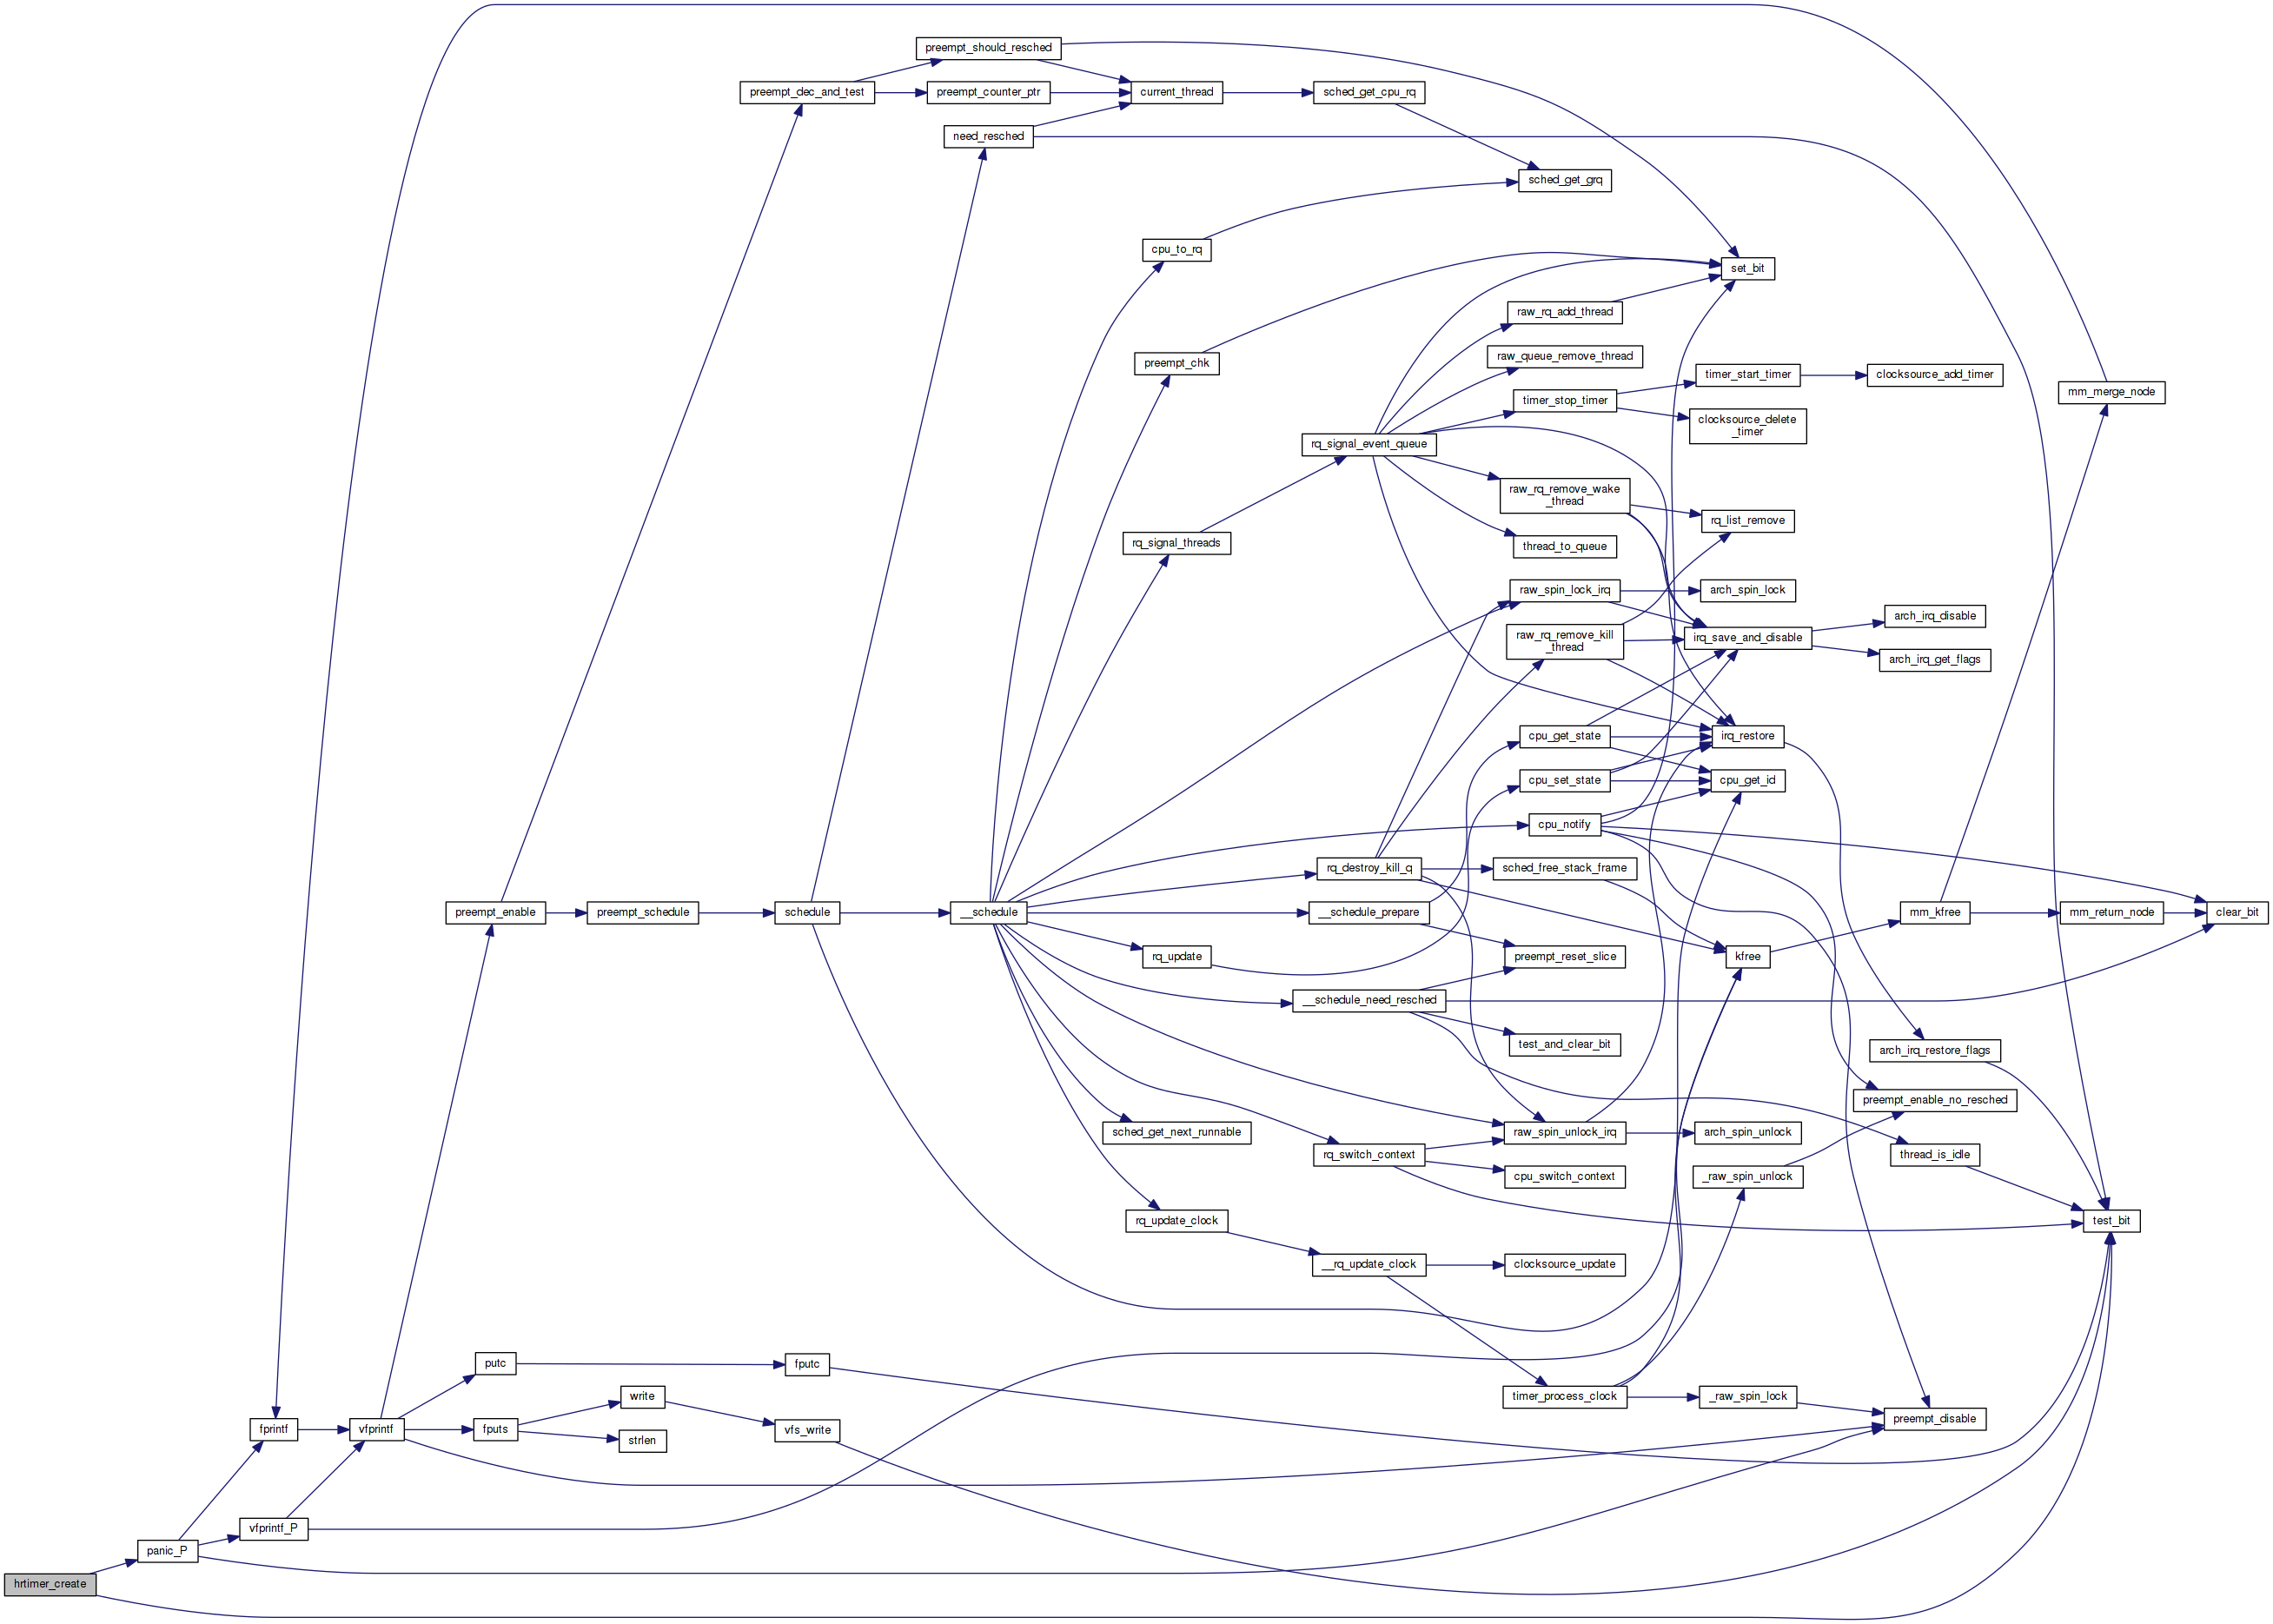 preempt_should_resched
preempt_dec_and_test
preempt_counter_ptr
current_thread
sched_get_cpu_rq
need_resched
sched_get_grq
cpu_to_rq
set_bit
raw_rq_add_thread
preempt_chk
raw_queue_remove_thread
timer_start_timer
clocksource_add_timer
mm_merge_node
timer_stop_timer
clocksource_delete
_timer
rq_signal_event_queue
raw_rq_remove_wake
_thread
rq_list_remove
rq_signal_threads
thread_to_queue
raw_spin_lock_irq
arch_spin_lock
arch_irq_disable
raw_rq_remove_kill
_thread
irq_save_and_disable
arch_irq_get_flags
cpu_get_state
irq_restore
cpu_set_state
cpu_get_id
cpu_notify
rq_destroy_kill_q
sched_free_stack_frame
preempt_enable
preempt_schedule
schedule
__schedule
__schedule_prepare
mm_kfree
mm_return_node
clear_bit
rq_update
preempt_reset_slice
kfree
__schedule_need_resched
test_and_clear_bit
arch_irq_restore_flags
preempt_enable_no_resched
sched_get_next_runnable
raw_spin_unlock_irq
arch_spin_unlock
rq_switch_context
thread_is_idle
cpu_switch_context
_raw_spin_unlock
rq_update_clock
test_bit
__rq_update_clock
clocksource_update
putc
fputc
write
timer_process_clock
_raw_spin_lock
preempt_disable
fprintf
vfprintf
fputs
vfs_write
strlen
vfprintf_P
panic_P
hrtimer_create